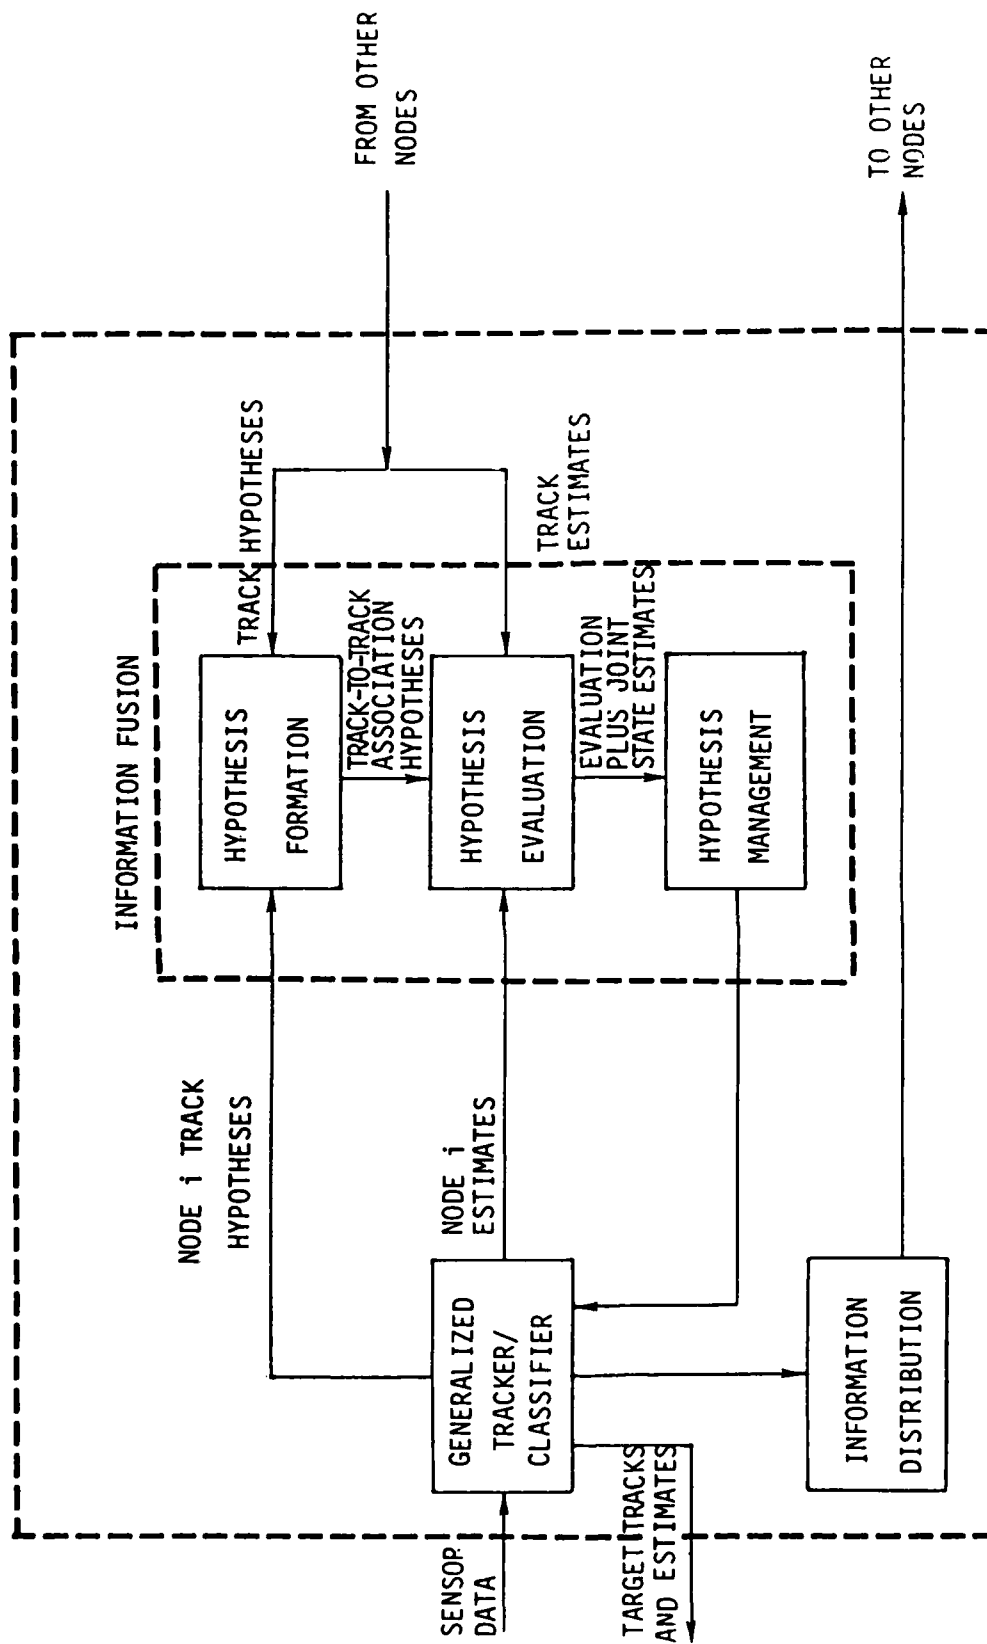 INFORMATION FUSION
NODE i TRACK
HYPOTHESES
HYPOTHESIS
FORMATION
TRACK HYPOTHESES
FROM OTHER
NODES
TRACK-TO-TRACK
ASSOCIATION
HYPOTHESES
SENSOR
DATA
GENERALIZED
TRACKER/
CLASSIFIER
NODE i
ESTIMATES
HYPOTHESIS
EVALUATION
TRACK
ESTIMATES
EVALUATION
PLUS JOINT
STATE ESTIMATES
TARGET TRACKS
AND ESTIMATES
HYPOTHESIS
MANAGEMENT
INFORMATION
DISTRIBUTION
TO OTHER
NODES